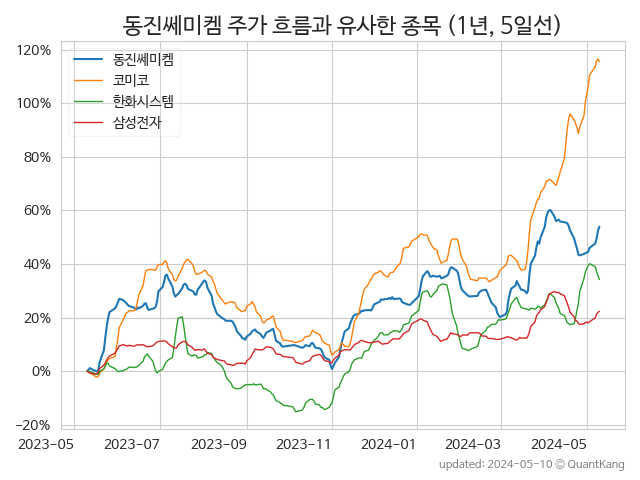 동진쎄미켐 주가 흐름과 유사한 종목 (1년, 5일선)
120%
100%
80%
60%
40%
20%
0%
−20%
동진쎄미켐
코미코
한화시스템
삼성전자
2023-05
2023-07
2023-09
2023-11
2024-01
2024-03
2024-05
updated: 2024-05-10 © QuantKang